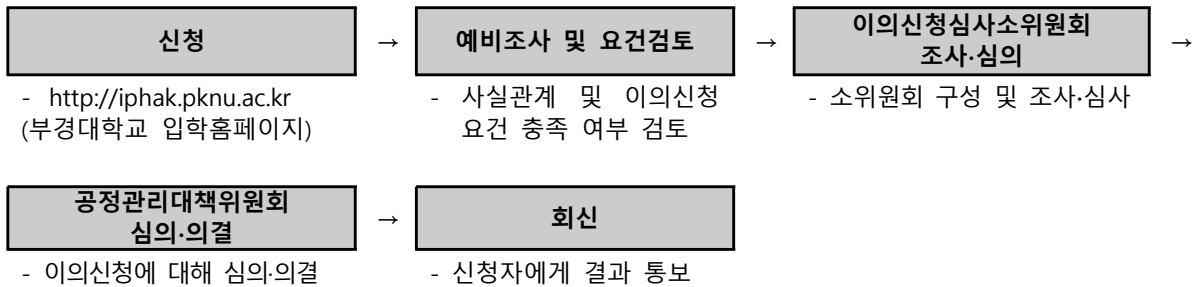 신청
→
예비조사 및 요건검토
→
이의신청심사소위원회
조사·심의
→
- http://iphak.pknu.ac.kr
(부경대학교 입학홈페이지)
- 사실관계 및 이의신청
요건 충족 여부 검토
- 소위원회 구성 및 조사·심사
공정관리대책위원회
심의·의결
→
회신
- 이의신청에 대해 심의·의결
- 신청자에게 결과 통보